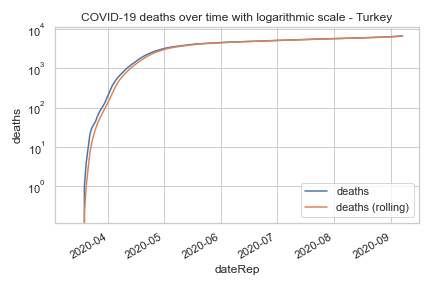 COVID-19 deaths over time with logarithmic scale - Turkey
10⁴
10³
10²
10¹
10⁰
deaths
deaths
deaths (rolling)
2020-04
2020-05
2020-06
2020-07
2020-08
2020-09
dateRep